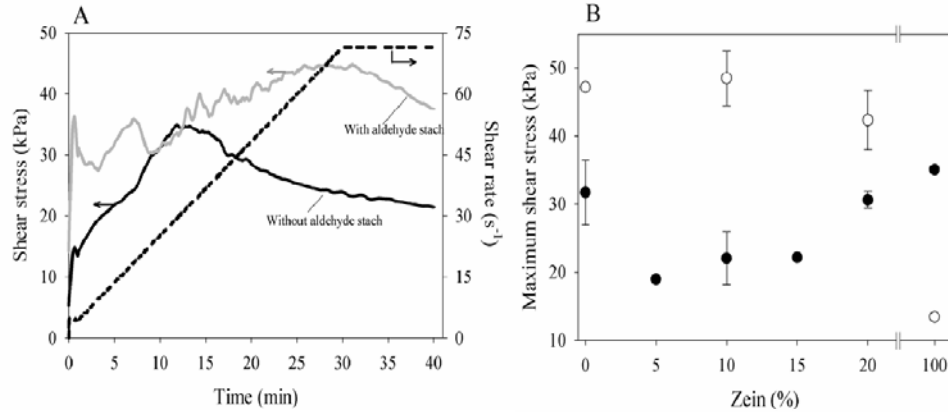 A
Shear stress (kPa)
50
40
30
20
10
0
0 5 10 15 20 25 30 35 40
Time (min)
75
60
45
30
15
0
Shear rate (s⁻¹)
With aldehyde stach
Without aldehyde stach
B
Maximum shear stress (kPa)
50
40
30
20
10
0 5 10 15 20 100
Zein (%)